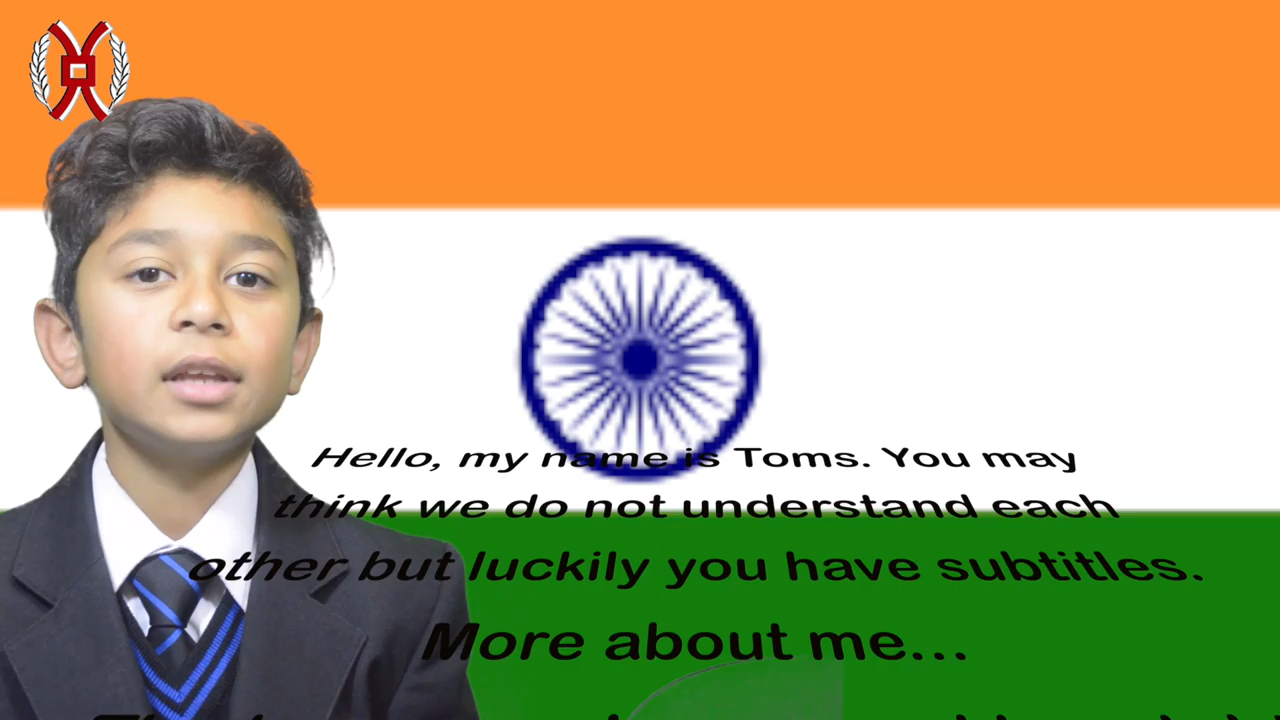 Hello, my name is Toms. You may
think we do not understand each
other but luckily you have subtitles.
More about me...